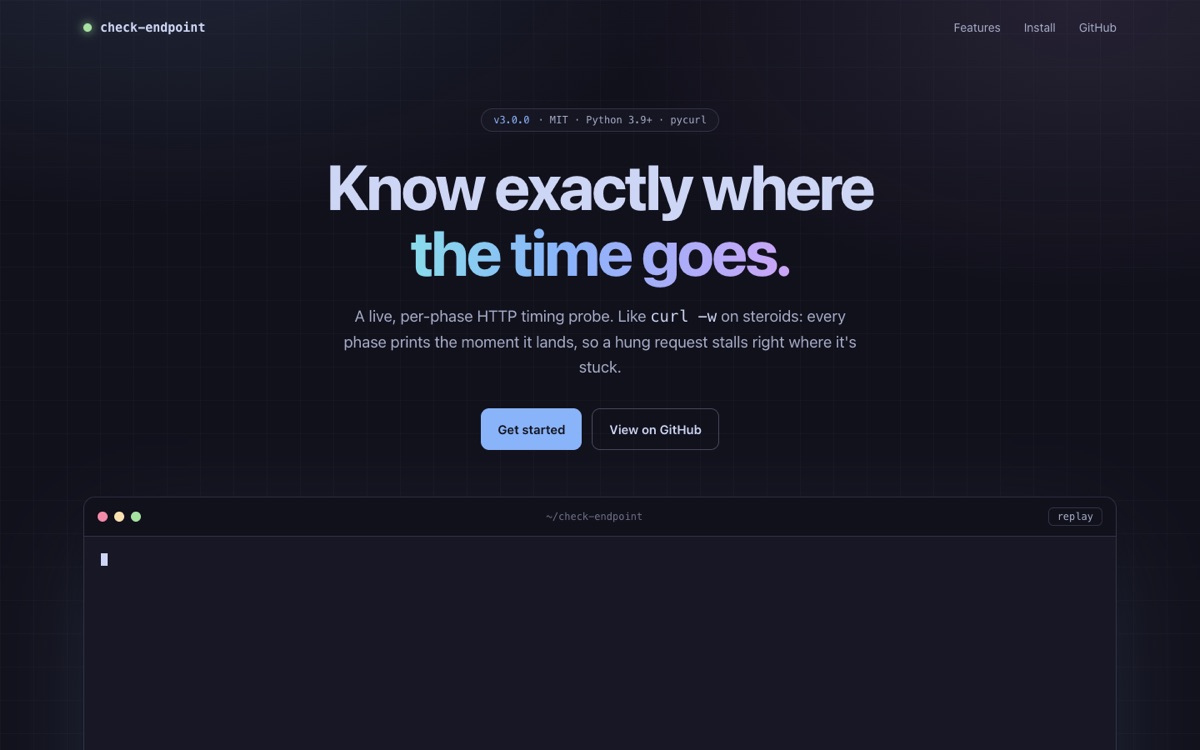 check-endpoint
Features Install GitHub
v3.0.0 · MIT · Python 3.9+ · pycurl
Know exactly where
the time goes.
A live, per-phase HTTP timing probe. Like curl -w on steroids: every
phase prints the moment it lands, so a hung request stalls right where it's
stuck.
Get started View on GitHub
~/check-endpoint replay